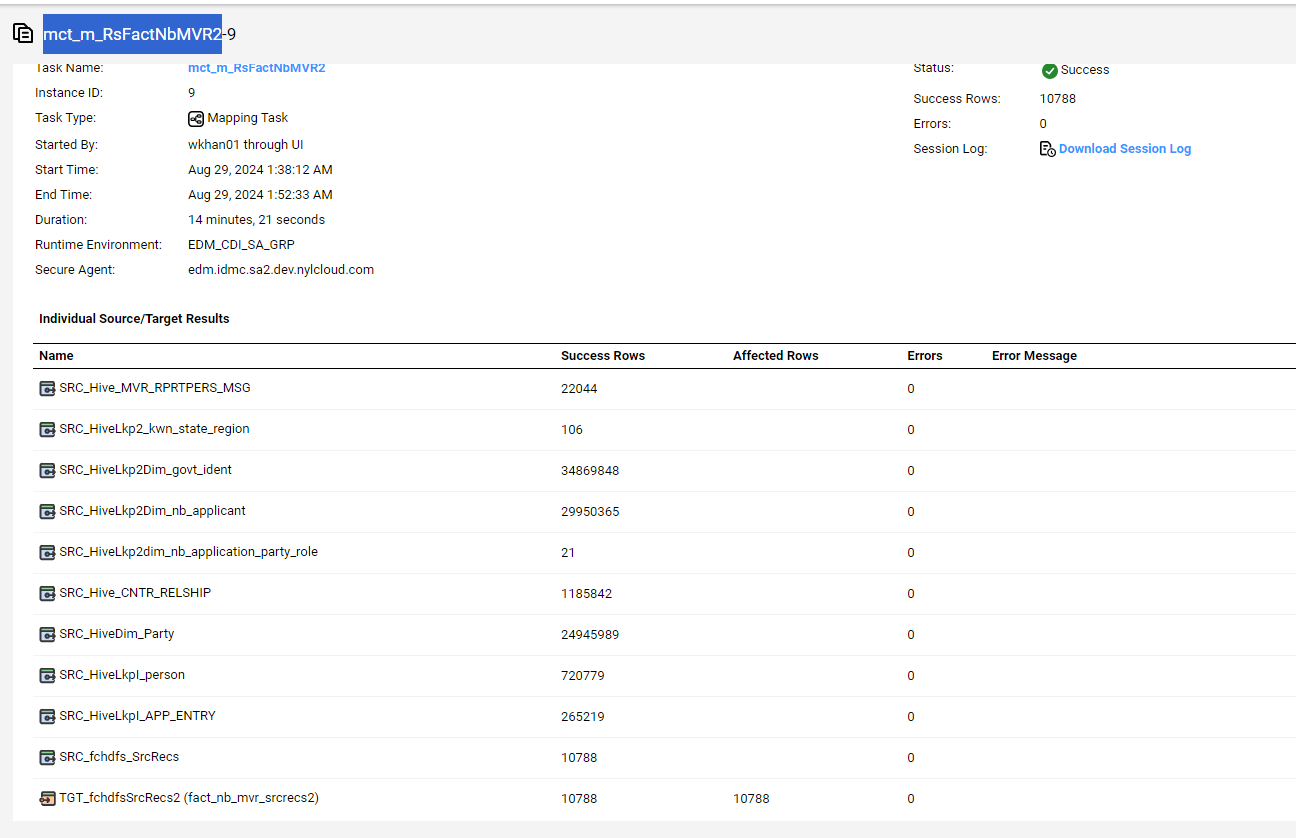 mct_m_RsFactNbMVR2-9
Task Name: mct_m_RsFactNbMVR2
Instance ID: 9
Task Type: Mapping Task
Started By: wkhan01 through UI
Start Time: Aug 29, 2024 1:38:12 AM
End Time: Aug 29, 2024 1:52:33 AM
Duration: 14 minutes, 21 seconds
Runtime Environment: EDM_CDI_SA_GRP
Secure Agent: edm.idmc.sa2.dev.nylcloud.com
Status: Success
Success Rows: 10788
Errors: 0
Session Log: Download Session Log
Individual Source/Target Results
Name Success Rows Affected Rows Errors Error Message
SRC_Hive_MVR_RPRTPERS_MSG 22044 0
SRC_HiveLkp2_kwn_state_region 106 0
SRC_HiveLkp2Dim_govt_ident 34869848 0
SRC_HiveLkp2Dim_nb_applicant 29950365 0
SRC_HiveLkp2dim_nb_application_party_role 21 0
SRC_Hive_CNTR_RELSHIP 1185842 0
SRC_HiveDim_Party 24945989 0
SRC_HiveLkpI_person 720779 0
SRC_HiveLkpI_APP_ENTRY 265219 0
SRC_fchdfs_SrcRecs 10788 0
TGT_fchdfsSrcRecs2 (fact_nb_mvr_srcrecs2) 10788 10788 0